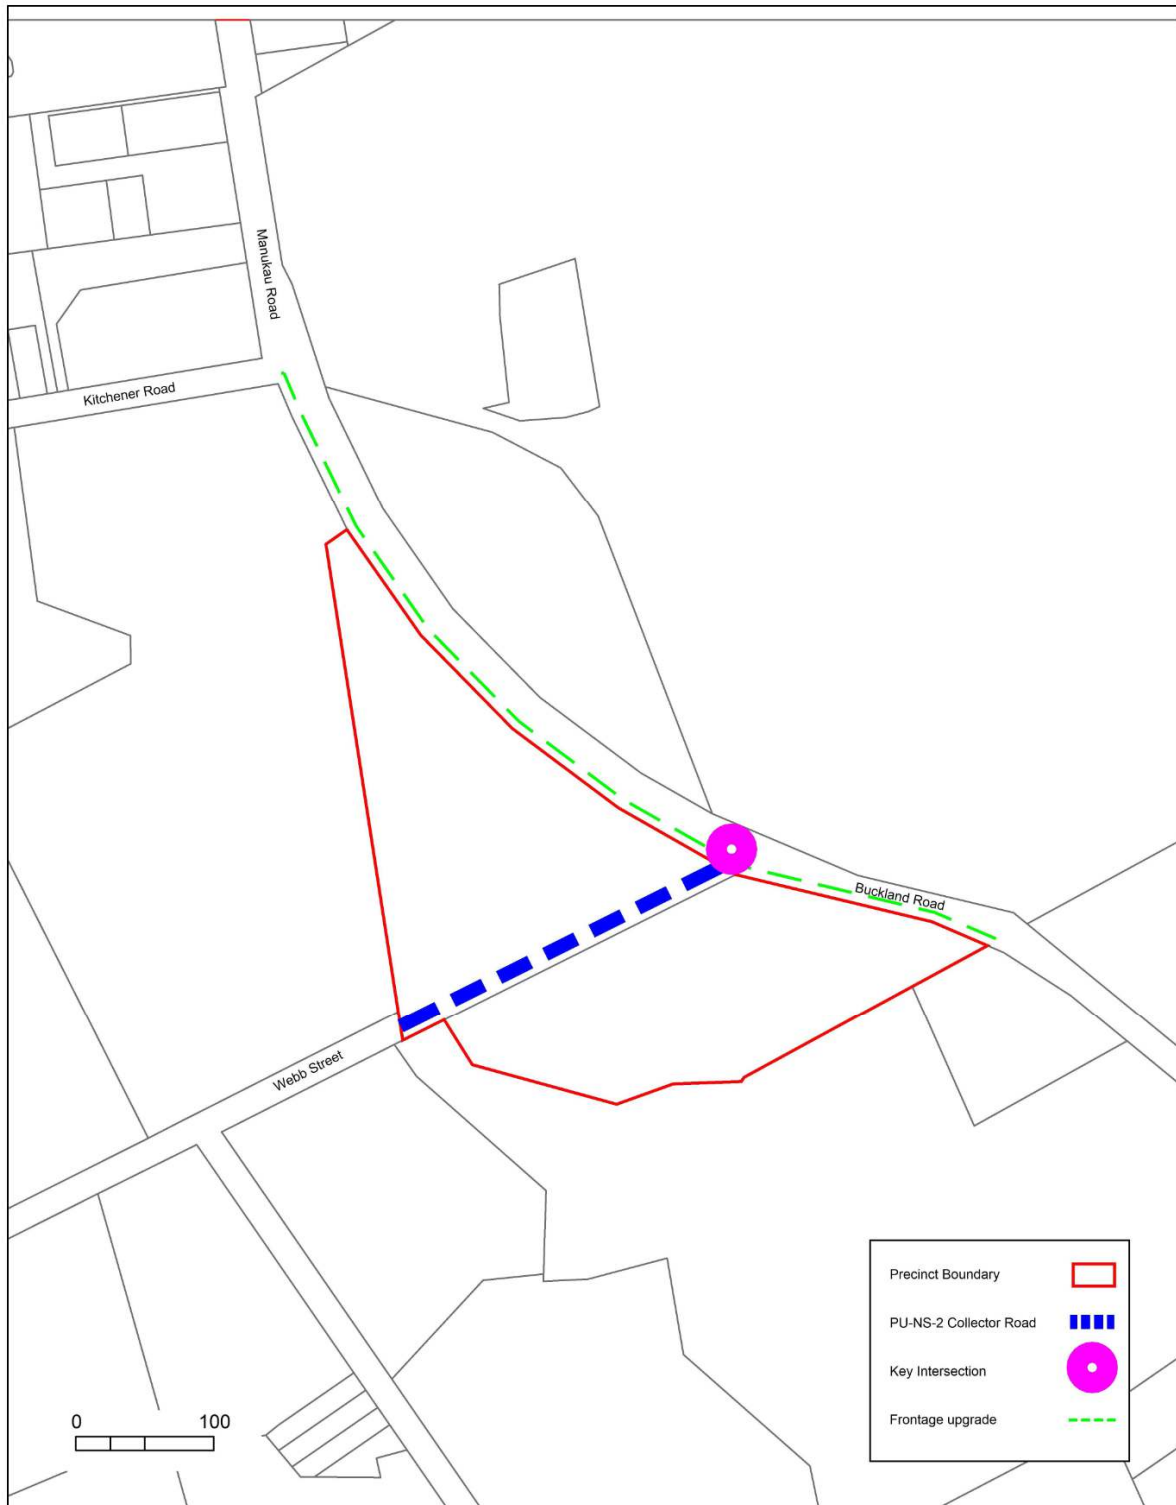 Manukau Road
Kitchener Road
Buckland Road
Webb Street
Precinct Boundary
PU-NS-2 Collector Road
Key Intersection
Frontage upgrade
0 100